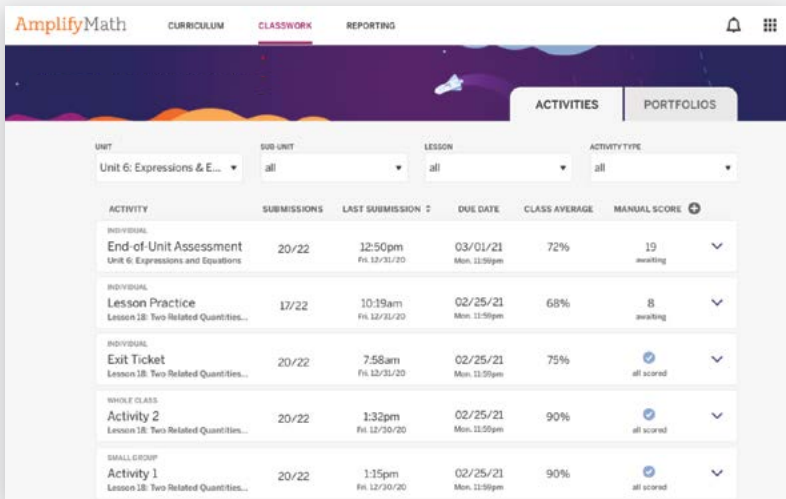 AmplifyMath CURRICULUM CLASSWORK REPORTING
ACTIVITIES PORTFOLIOS
UNIT SUB-UNIT LESSON ACTIVITY TYPE
Unit 6: Expressions & E... all all all
ACTIVITY SUBMISSIONS LAST SUBMISSION DUE DATE CLASS AVERAGE MANUAL SCORE
INDIVIDUAL
End-of-Unit Assessment 20/22 12:50pm 03/01/21 72% 19
Unit 6: Expressions and Equations Fri. 12/31/20 Mon. 11:59pm awaiting
INDIVIDUAL
Lesson Practice 17/22 10:19am 02/25/21 68% 8
Lesson 18: Two Related Quantities... Fri. 12/31/20 Mon. 11:59pm awaiting
INDIVIDUAL
Exit Ticket 20/22 7:58am 02/25/21 75%
Lesson 18: Two Related Quantities... Fri. 12/31/20 Mon. 11:59pm all scored
WHOLE CLASS
Activity 2 20/22 1:32pm 02/25/21 90%
Lesson 18: Two Related Quantities... Fri. 12/30/20 Mon. 11:59pm all scored
SMALL GROUP
Activity 1 20/22 1:15pm 02/25/21 90%
Lesson 18: Two Related Quantities... Fri. 12/30/20 Mon. 11:59pm all scored